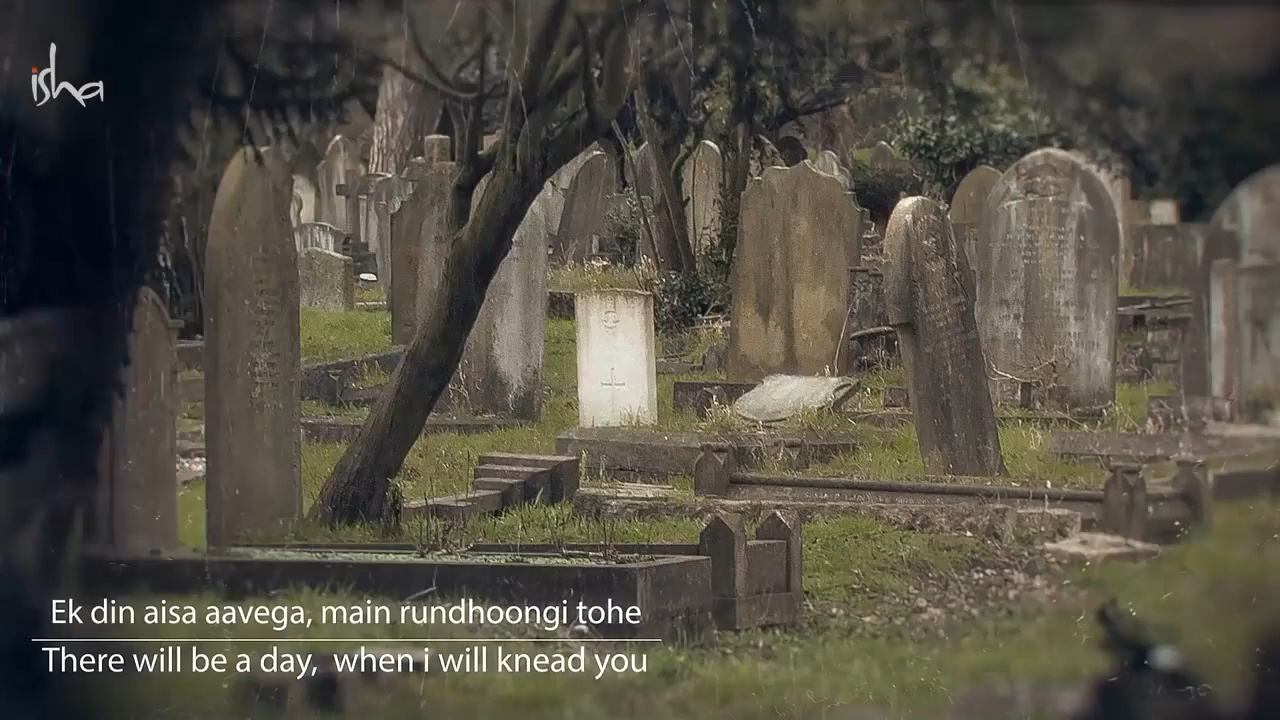 isha
Ek din aisa aavega, main rundhoongi tohe
There will be a day, when i will knead you